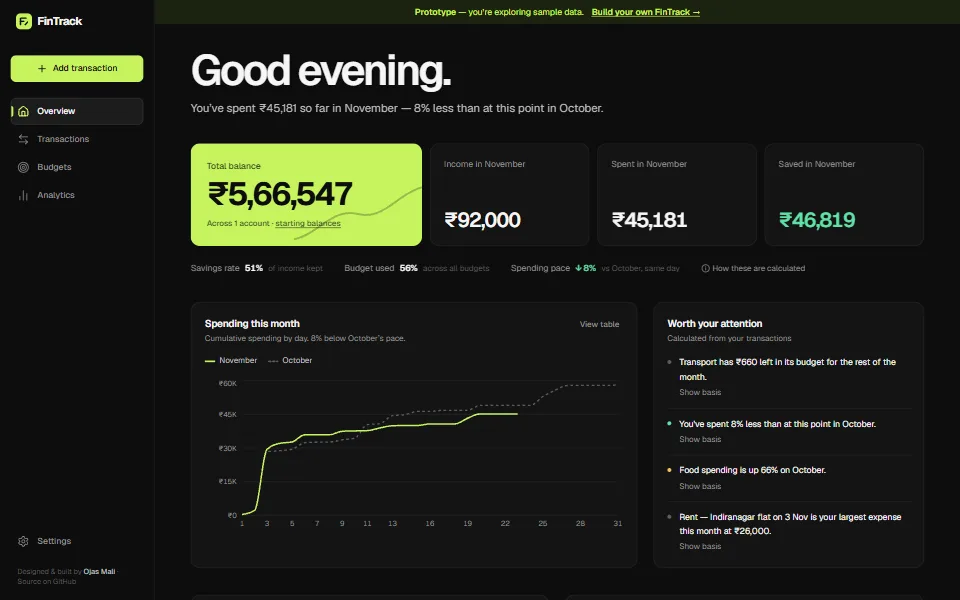 FinTrack
Prototype — you're exploring sample data. Build your own FinTrack →
+ Add transaction
Overview
Transactions
Budgets
Analytics
Settings
Designed & built by Ojas Mali
Source on GitHub
Good evening.
You've spent ₹45,181 so far in November — 8% less than at this point in October.
Total balance
₹5,66,547
Across 1 account · starting balances
Income in November
₹92,000
Spent in November
₹45,181
Saved in November
₹46,819
Savings rate 51% of income kept
Budget used 56% across all budgets
Spending pace ↓8% vs October, same day
How these are calculated
Spending this month
View table
Cumulative spending by day. 8% below October's pace.
November
October
₹60K
₹45K
₹30K
₹15K
₹0
1 3 5 7 9 11 13 16 19 22 25 28 31
Worth your attention
Calculated from your transactions
Transport has ₹660 left in its budget for the rest of the
month.
Show basis
You've spent 8% less than at this point in October.
Show basis
Food spending is up 66% on October.
Show basis
Rent — Indiranagar flat on 3 Nov is your largest expense
this month at ₹26,000.
Show basis